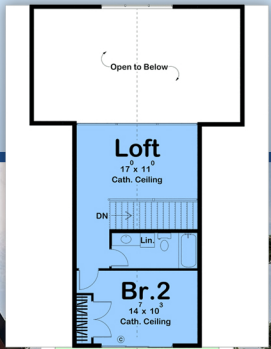 Open to Below
Loft
17⁰ x 11⁰
Cath. Ceiling
DN
Lin.
Br.2
14⁷ x 10³
Cath. Ceiling
©